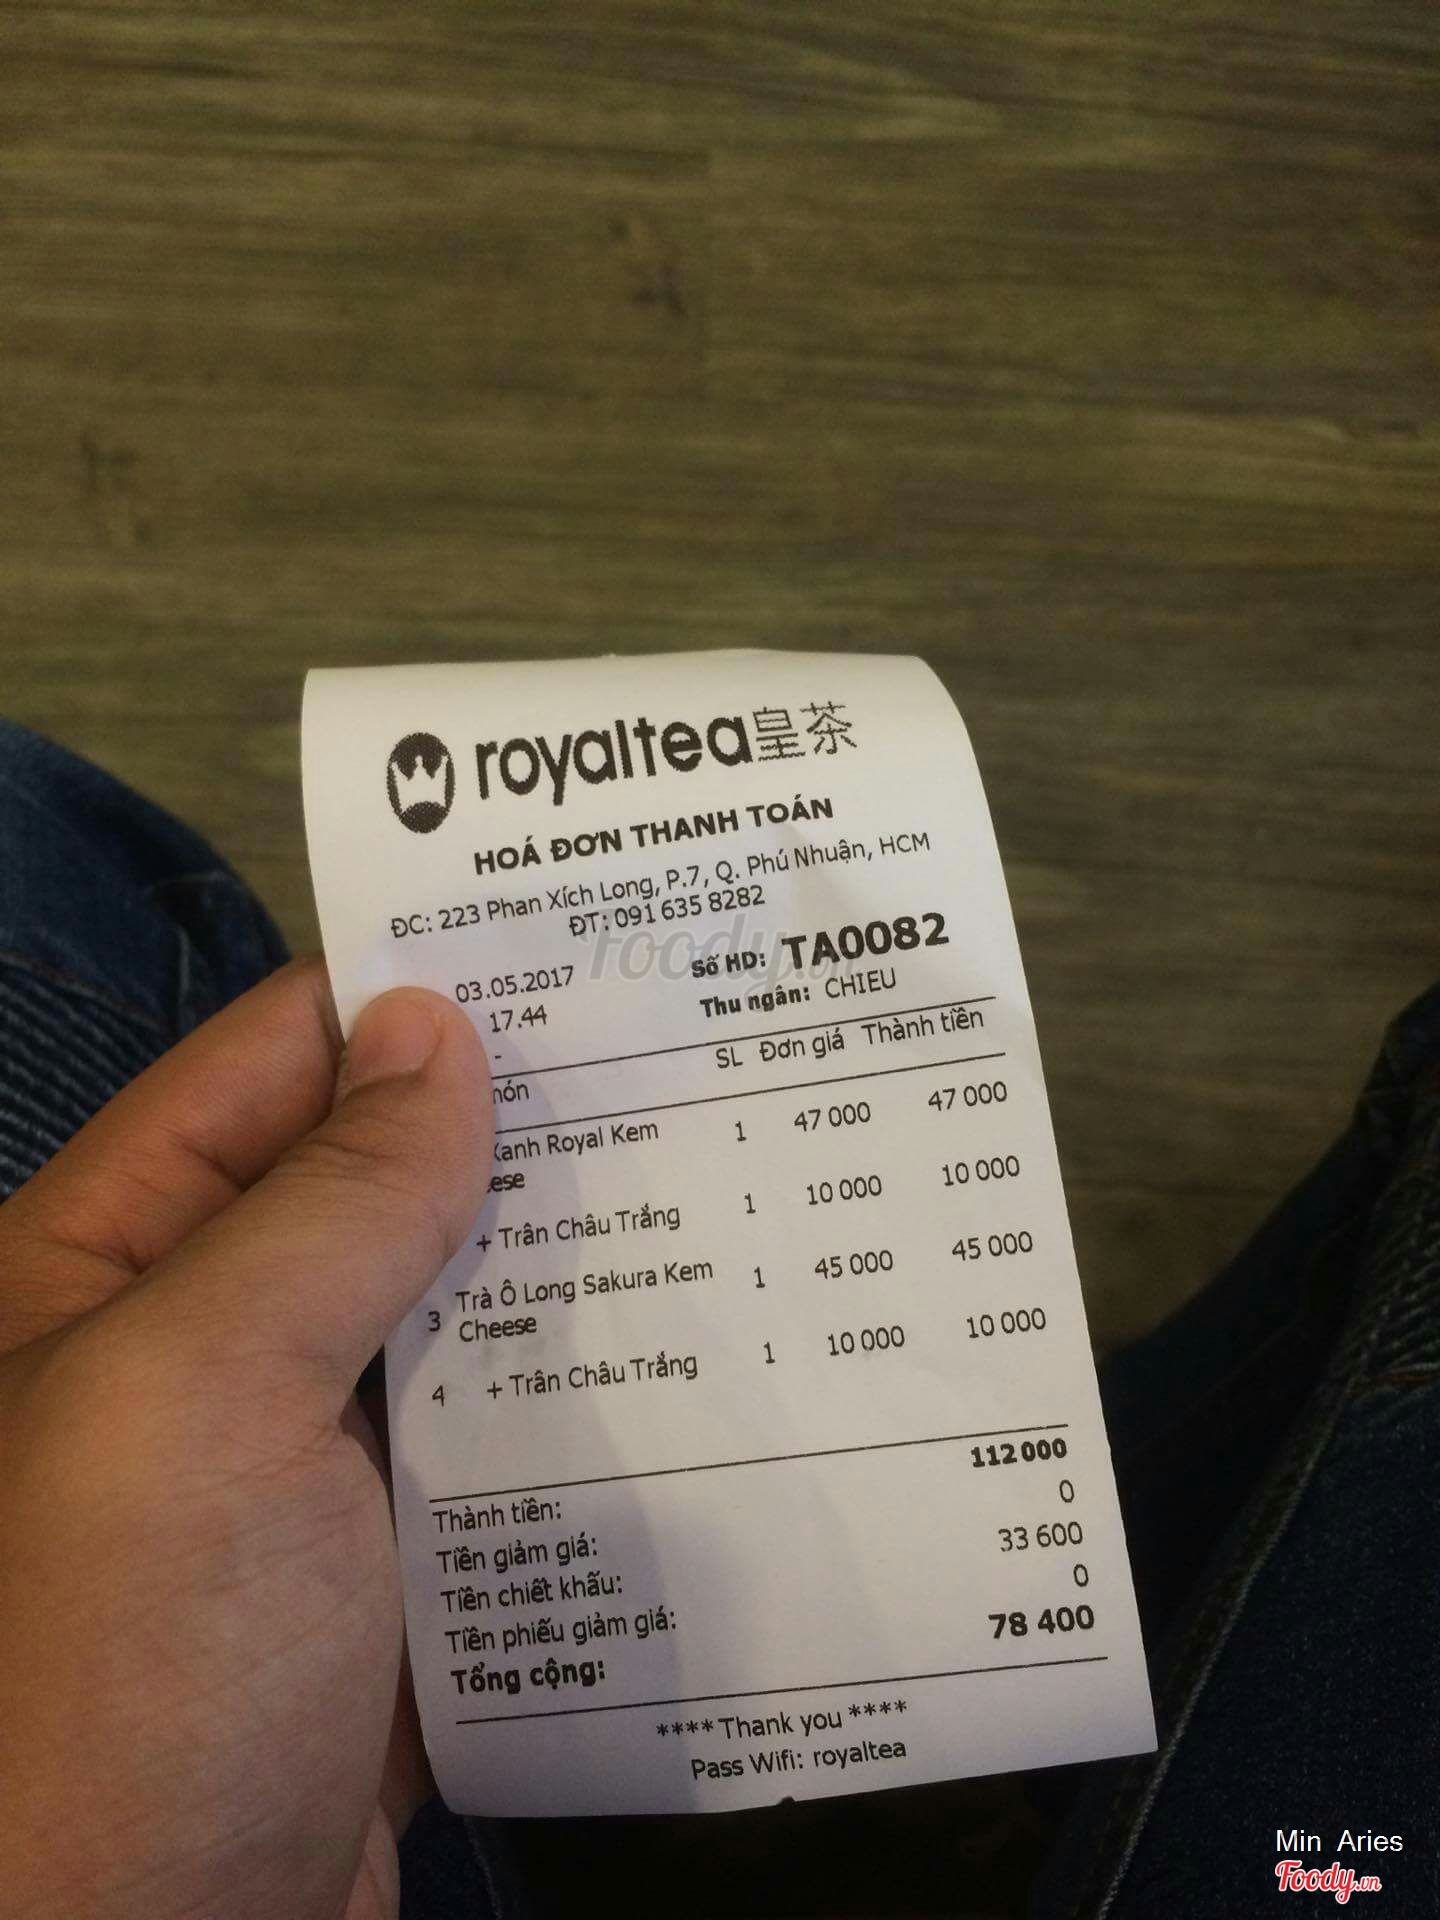 royaltea皇茶
HOÁ ĐƠN THANH TOÁN
ĐC: 223 Phan Xích Long, P.7, Q. Phú Nhuận, HCM
ĐT: 091 635 8282
03.05.2017 Số HD: TA0082
17.44 Thu ngân: CHIEU
-
món SL Đơn giá Thành tiền
Xanh Royal Kem 1 47 000 47 000
eese
+ Trân Châu Trắng 1 10 000 10 000
3 Trà Ô Long Sakura Kem 1 45 000 45 000
Cheese
4 + Trân Châu Trắng 1 10 000 10 000
Thành tiền: 112 000
Tiền giảm giá: 0
Tiền chiết khấu: 33 600
Tiền phiếu giảm giá: 0
Tổng cộng: 78 400
**** Thank you ****
Pass Wifi: royaltea
Foody.vn
Min Aries
Foody.vn